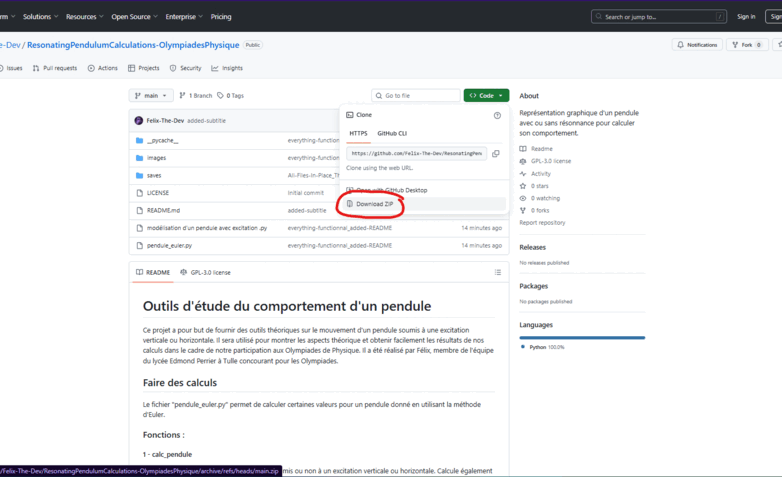 rm Solutions Resources Open Source Enterprise Pricing Search or jump to... / Sign in Sign
e-Dev / ResonatingPendulumCalculations-OlympiadesPhysique Public Notifications Fork 0
Issues Pull requests Actions Projects Security Insights
main 1 Branch 0 Tags Go to file Code
About
Représentation graphique d'un pendule
avec ou sans résonnance pour calculer
son comportement.
Readme
GPL-3.0 license
Activity
0 stars
0 watching
0 forks
Report repository
Releases
No releases published
Packages
No packages published
Languages
Python 100.0%
Felix-The-Dev added-subtitle
__pycache__ everything-function
images everything-function
saves All-Files-In-Place_Th
LICENSE Initial commit
README.md added-subtitle
modélisation d'un pendule avec excitation .py everything-functionnal_added-README 14 minutes ago
pendule_euler.py everything-functionnal_added-README 14 minutes ago
Clone
HTTPS GitHub CLI
https://github.com/Felix-The-Dev/ResonatingPen
Clone using the web URL.
Open with GitHub Desktop
Download ZIP
README GPL-3.0 license
Outils d'étude du comportement d'un pendule
Ce projet a pour but de fournir des outils théoriques sur le mouvement d'un pendule soumis à une excitation
verticale ou horizontale. Il sera utilisé pour montrer les aspects théorique et obtenir facilement les résultats de nos
calculs dans le cadre de notre participation aux Olympiades de Physique. Il a été réalisé par Félix, membre de l'équipe
du lycée Edmond Perrier à Tulle concourant pour les Olympiades.
Faire des calculs
Le fichier "pendule_euler.py" permet de calculer certaines valeurs pour un pendule donné en utilisant la méthode
d'Euler.
Fonctions :
1 - calc_pendule
/Felix-The-Dev/ResonatingPendulumCalculations-OlympiadesPhysique/archive/refs/heads/main.zip mis ou non à un excitation verticale ou horizontale. Calcule également